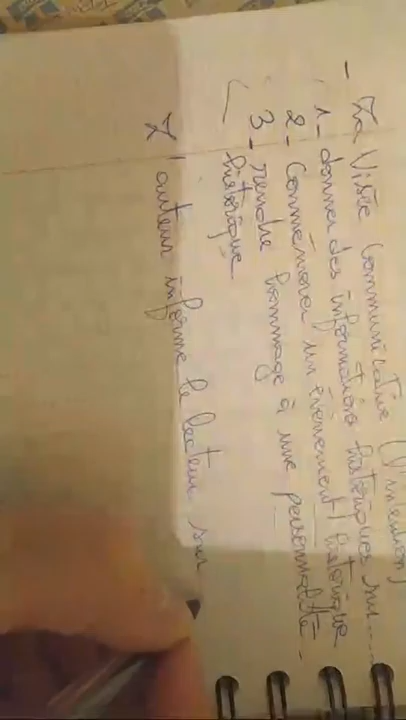 - La Visée Communicative (l'intention)
1- donner des informations historiques sur.....
2- Commémorer un évènement historique
3- rendre hommage à une personnalité
historique.
L'auteur informe le lecteur sur